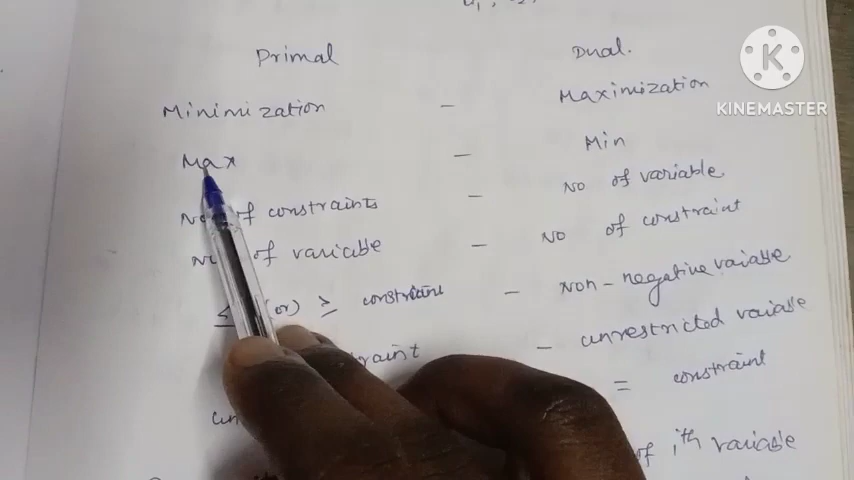 Primal Dual.
Minimization - Maximization
Max - Min
of constraints - No of variable
of variable - No of constraint
≤ (or) ≥ constraint - Non-negative variable
- unrestricted variable
= constraint
of ith variable
K
KINEMASTER